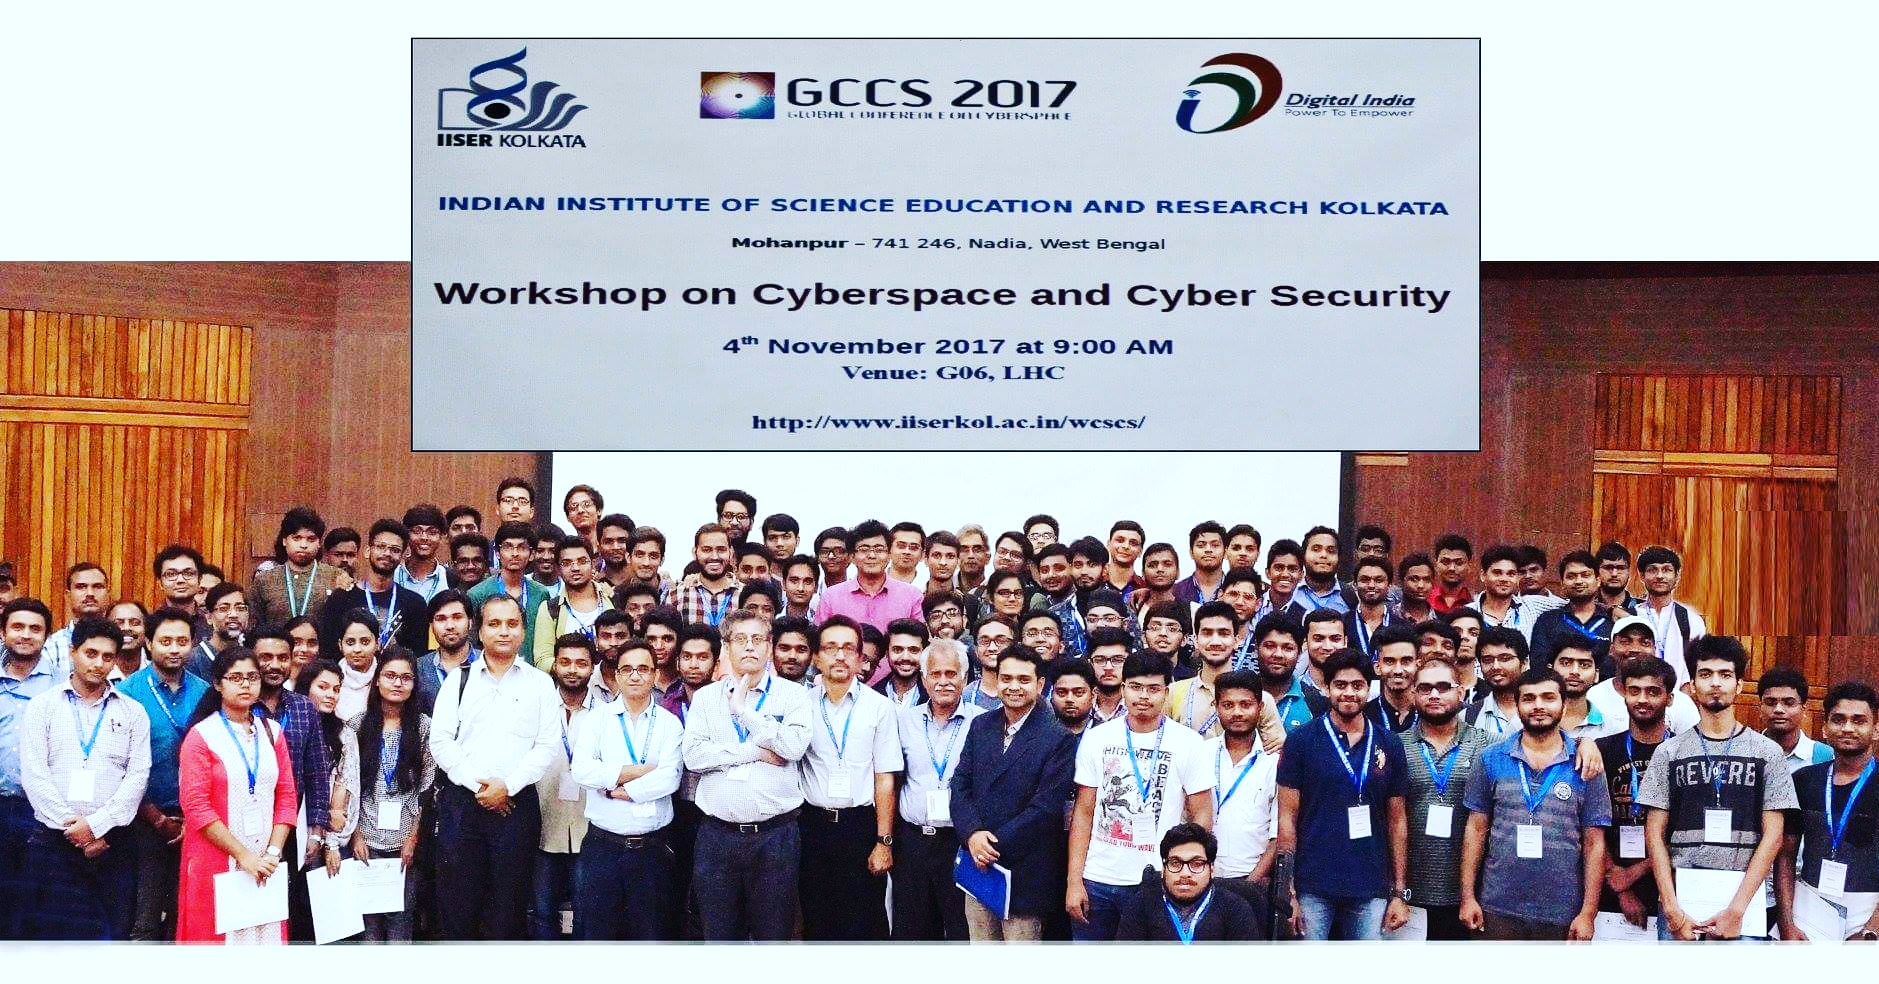 IISER KOLKATA
GCCS 2017
GLOBAL CONFERENCE ON CYBERSPACE
Digital India
Power To Empower
INDIAN INSTITUTE OF SCIENCE EDUCATION AND RESEARCH KOLKATA
Mohanpur – 741 246, Nadia, West Bengal
Workshop on Cyberspace and Cyber Security
4th November 2017 at 9:00 AM
Venue: G06, LHC
http://www.iiserkol.ac.in/wcscs/
HIGHWAVE
REVERB